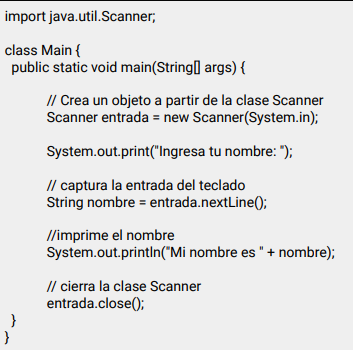 import java.util.Scanner;

class Main {
  public static void main(String[] args) {

        // Crea un objeto a partir de la clase Scanner
        Scanner entrada = new Scanner(System.in);

        System.out.print("Ingresa tu nombre: ");

        // captura la entrada del teclado
        String nombre = entrada.nextLine();

        //imprime el nombre
        System.out.println("Mi nombre es " + nombre);

        // cierra la clase Scanner
        entrada.close();
  }
}